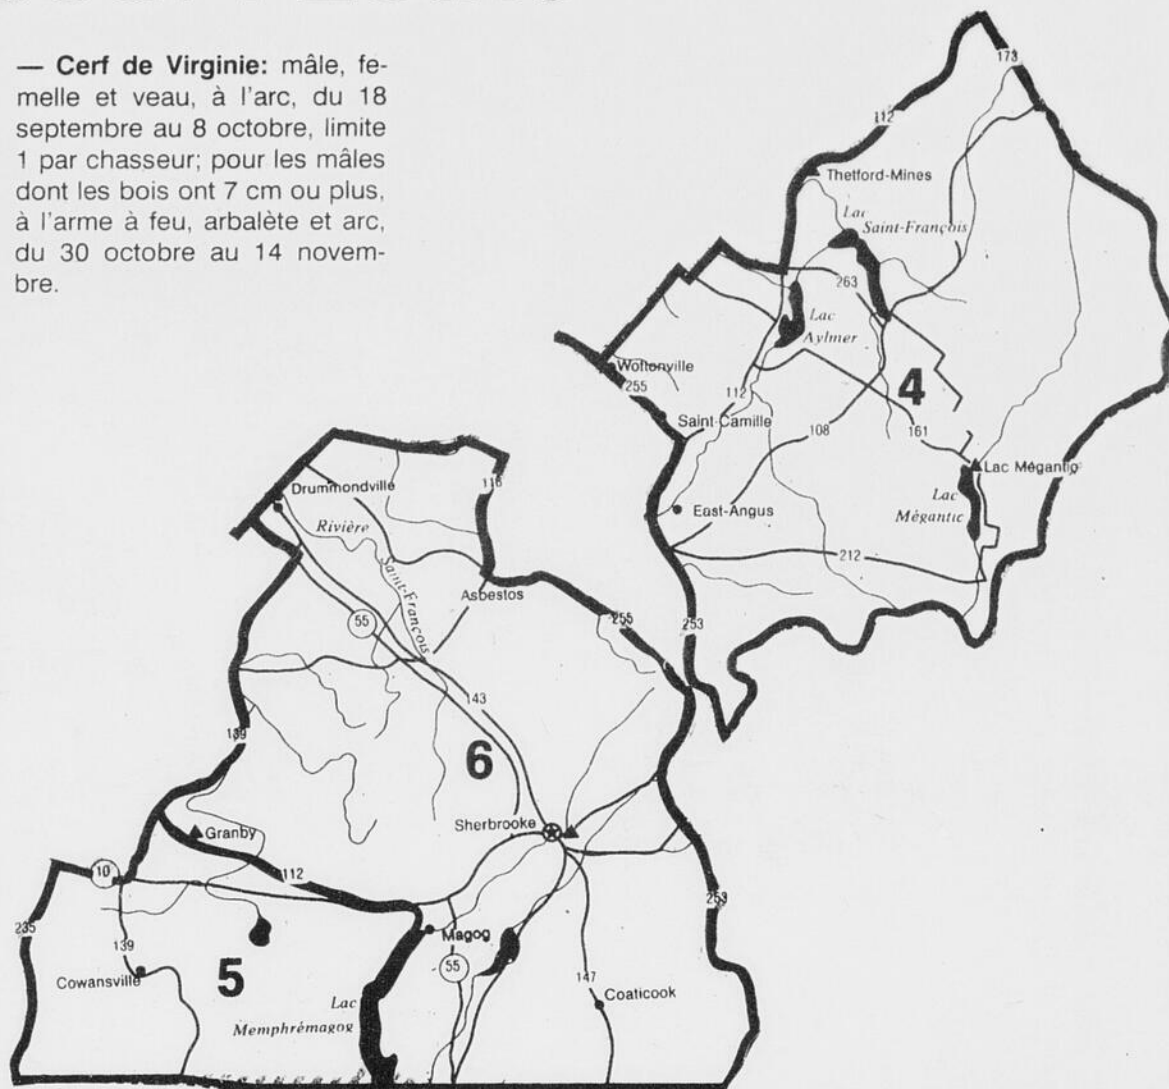 — Cerf de Virginie: mâle, fe-
melle et veau, à l'arc, du 18
septembre au 8 octobre, limite
1 par chasseur; pour les mâles
dont les bois ont 7 cm ou plus,
à l'arme à feu, arbalète et arc,
du 30 octobre au 14 novem-
bre.
173
112
Thetford-Mines
Lac
Saint-François
263
Lac
Aylmer
Wottonville
255
4
112
Saint-Camille
108
161
Lac Mégantic
Lac
Mégantic
East-Angus
212
253
116
Drummondville
Rivière
Saint-François
Asbestos
55
255
143
139
6
Sherbrooke
Granby
10
112
253
235
139
Magog
Cowansville
5
55
147
Coaticook
Lac
Memphrémagog